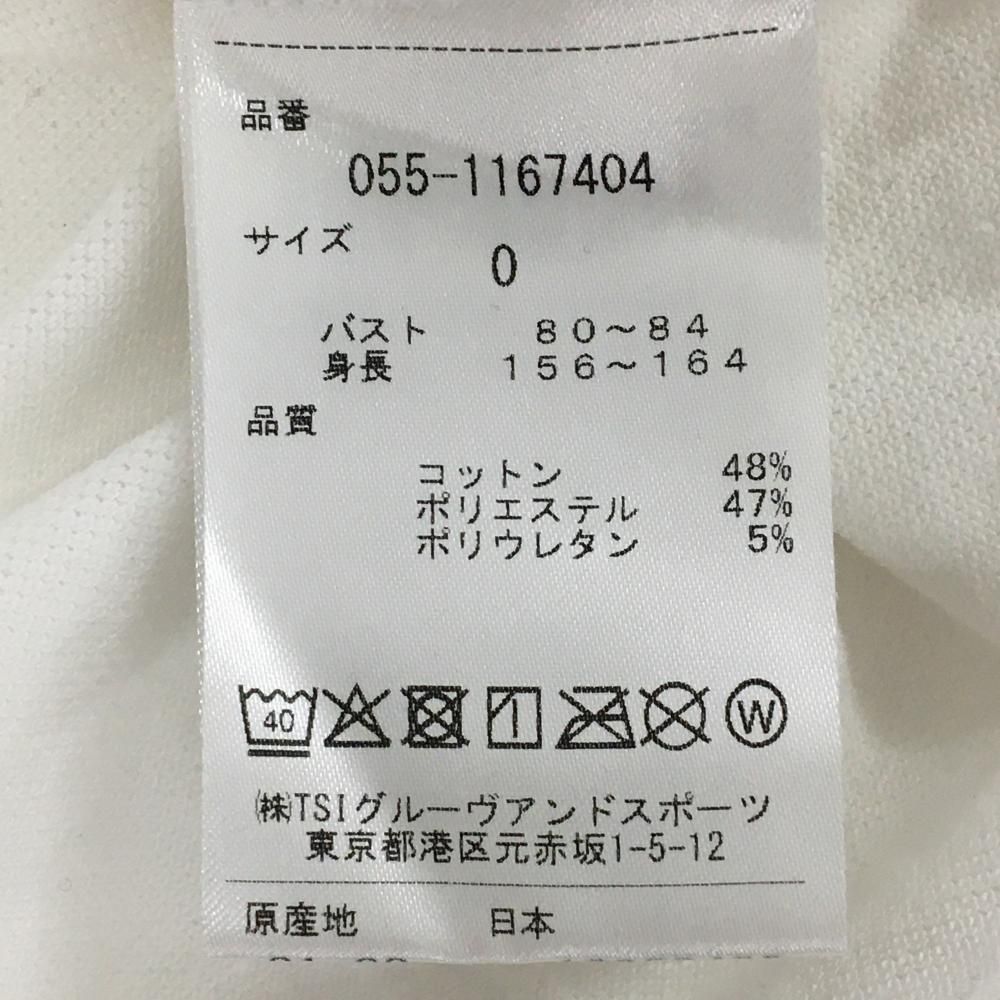 品番
055-1167404
サイズ
0
バスト 80～84
身長 156～164
品質
コットン 48%
ポリエステル 47%
ポリウレタン 5%
40 W
㈱TSIグルーヴアンドスポーツ
東京都港区元赤坂1-5-12
原産地 日本